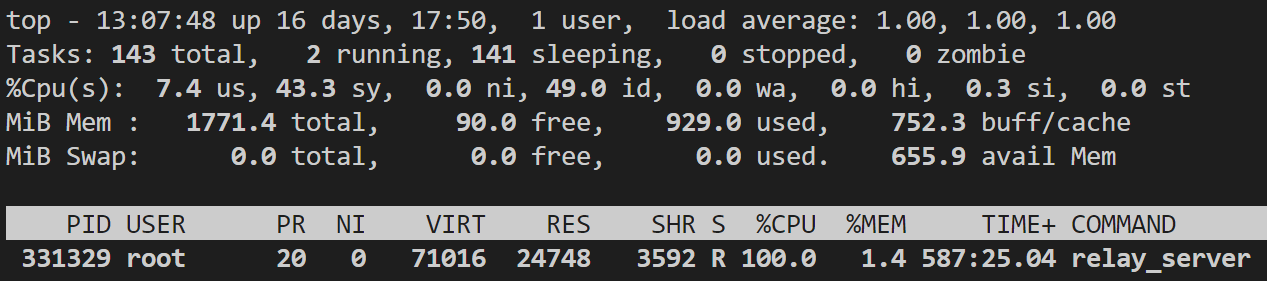 top - 13:07:48 up 16 days, 17:50,  1 user,  load average: 1.00, 1.00, 1.00
Tasks: 143 total,   2 running, 141 sleeping,   0 stopped,   0 zombie
%Cpu(s):  7.4 us, 43.3 sy,  0.0 ni, 49.0 id,  0.0 wa,  0.0 hi,  0.3 si,  0.0 st
MiB Mem :   1771.4 total,     90.0 free,    929.0 used,    752.3 buff/cache
MiB Swap:      0.0 total,      0.0 free,      0.0 used.    655.9 avail Mem
    PID USER      PR  NI    VIRT    RES    SHR S  %CPU  %MEM     TIME+ COMMAND
 331329 root      20   0   71016  24748   3592 R 100.0   1.4 587:25.04 relay_server